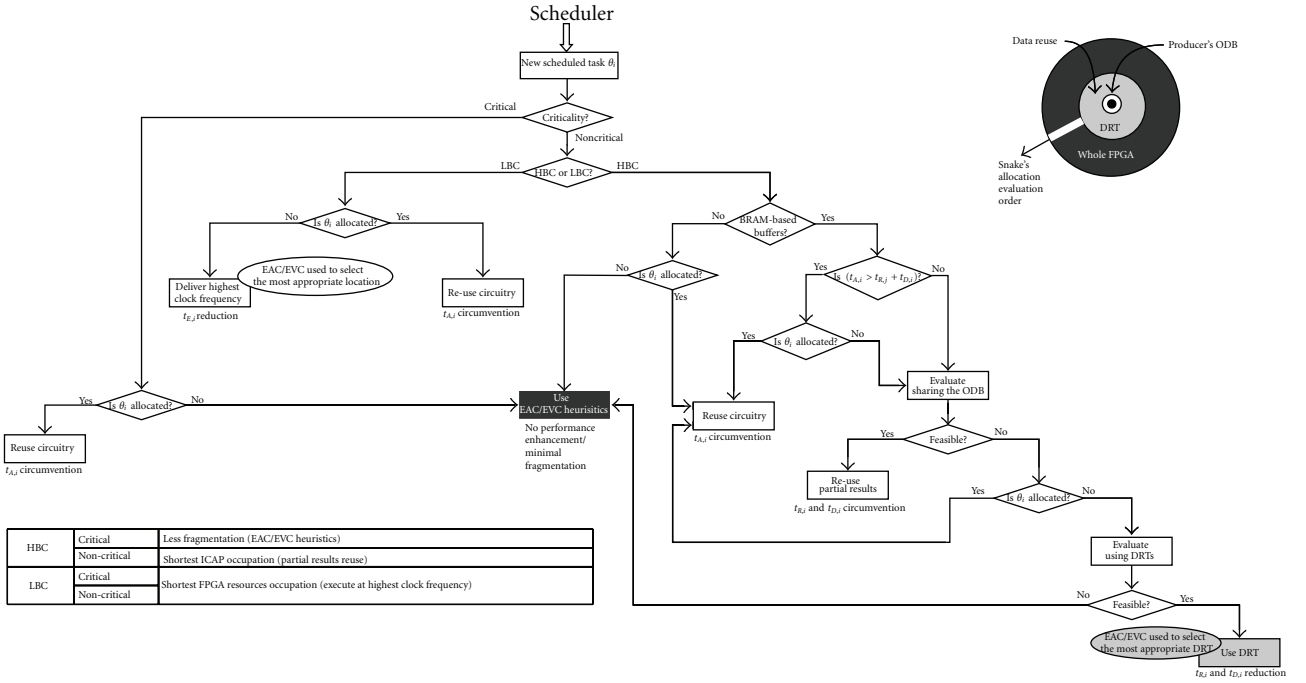 Scheduler
New scheduled task θi
Criticality?
Critical
Noncritical
HBC or LBC?
LBC
HBC
Is θi allocated?
No
Yes
Deliver highest
clock frequency
tE,i reduction
EAC/EVC used to select
the most appropriate location
Re-use circuitry
tA,i circumvention
BRAM-based
buffers?
No
Yes
Is θi allocated?
No
Yes
Is (tA,i > tR,j + tD,i)?
Yes
No
Is θi allocated?
Yes
No
Evaluate
sharing the ODB
Is θi allocated?
Yes
No
Reuse circuitry
tA,i circumvention
Use
EAC/EVC heurisitics
No performance
enhancement/
minimal
fragmentation
Reuse circuitry
tA,i circumvention
Feasible?
Yes
No
Re-use
partial results
tR,i and tD,i circumvention
Is θi allocated?
Yes
No
Evaluate
using DRTs
Feasible?
No
Yes
EAC/EVC used to select
the most appropriate DRT
Use DRT
tR,i and tD,i reduction
Data reuse
Producer's ODB
DRT
Whole FPGA
Snake's
allocation
evaluation
order
HBC
Critical
Less fragmentation (EAC/EVC heuristics)
Non-critical
Shortest ICAP occupation (partial results reuse)
LBC
Critical
Shortest FPGA resources occupation (execute at highest clock frequency)
Non-critical